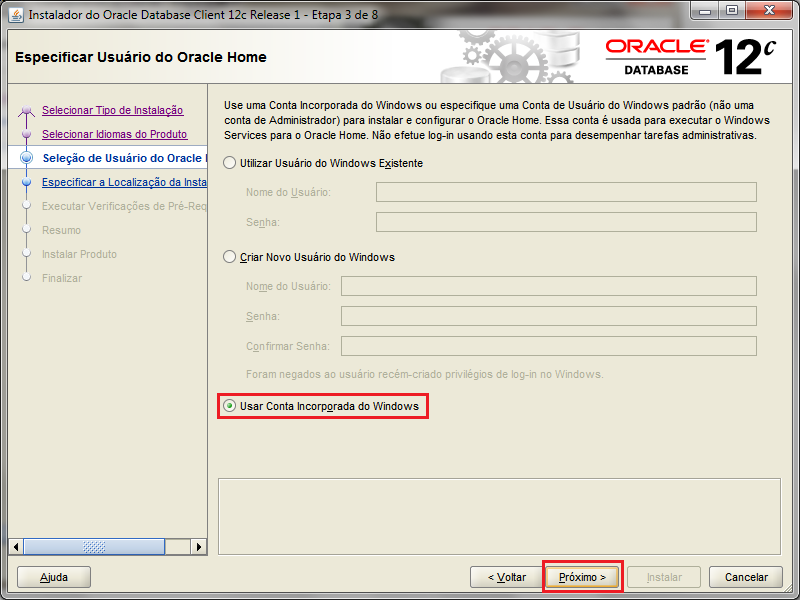 Instalador do Oracle Database Client 12c Release 1 - Etapa 3 de 8
Especificar Usuário do Oracle Home
ORACLE®
DATABASE
12c
Selecionar Tipo de Instalação
Selecionar Idiomas do Produto
Seleção de Usuário do Oracle
Especificar a Localização da Insta
Executar Verificações de Pré-Req
Resumo
Instalar Produto
Finalizar
Use uma Conta Incorporada do Windows ou especifique uma Conta de Usuário do Windows padrão (não uma
conta de Administrador) para instalar e configurar o Oracle Home. Essa conta é usada para executar o Windows
Services para o Oracle Home. Não efetue log-in usando esta conta para desempenhar tarefas administrativas.
Utilizar Usuário do Windows Existente
Nome do Usuário:
Senha:
Criar Novo Usuário do Windows
Nome do Usuário:
Senha:
Confirmar Senha:
Foram negados ao usuário recém-criado privilégios de log-in no Windows.
Usar Conta Incorporada do Windows
Ajuda
< Voltar
Próximo >
Instalar
Cancelar